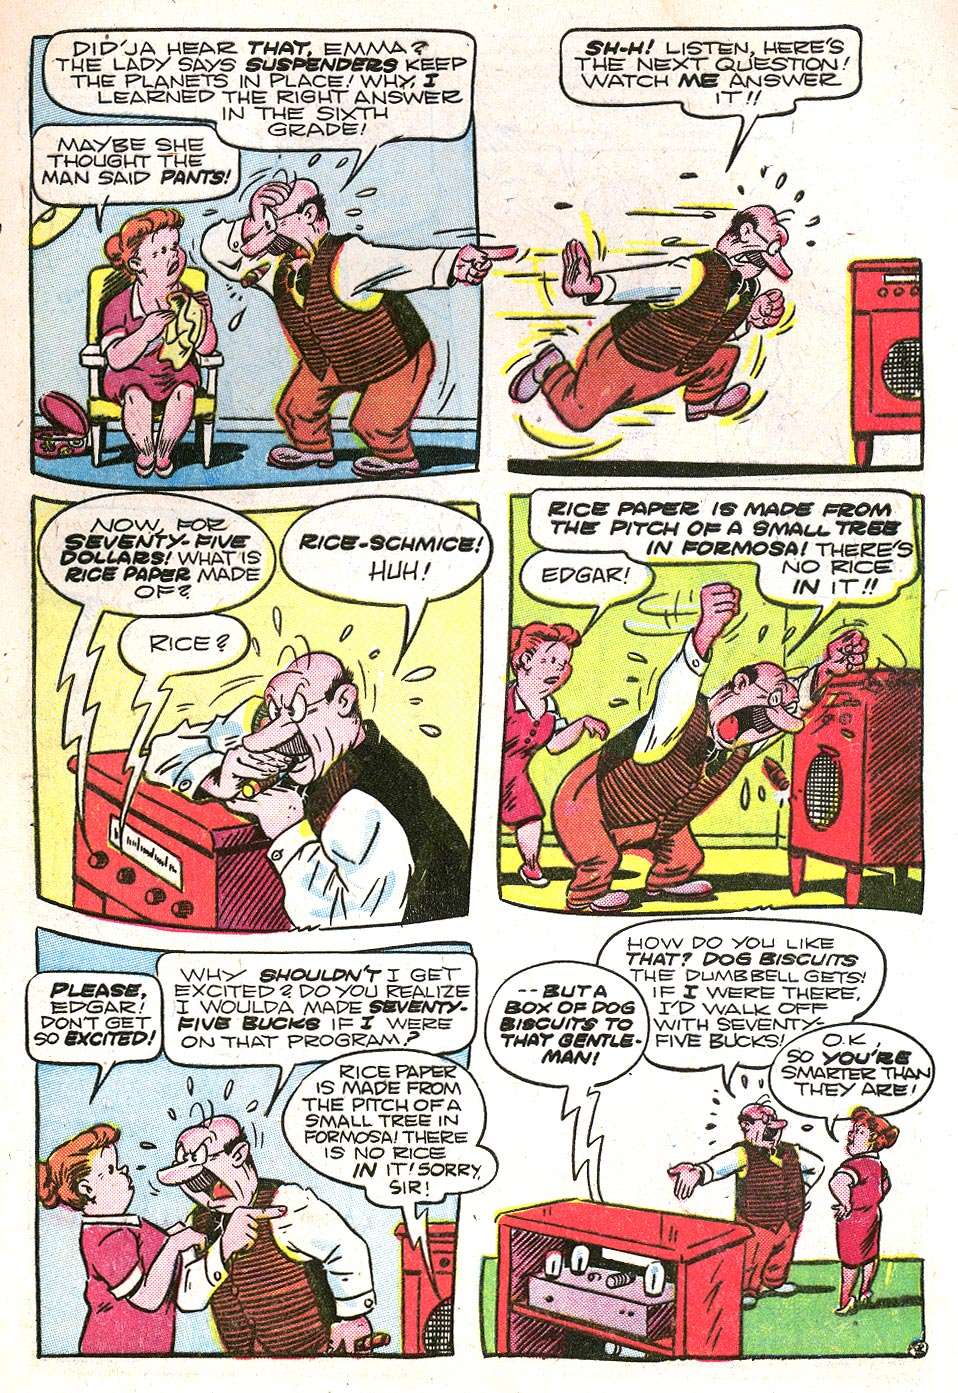 DID'JA HEAR THAT, EMMA?
THE LADY SAYS SUSPENDERS KEEP
THE PLANETS IN PLACE! WHY, I
LEARNED THE RIGHT ANSWER
IN THE SIXTH
GRADE!
MAYBE SHE
THOUGHT THE
MAN SAID PANTS!
SH-H! LISTEN, HERE'S
THE NEXT QUESTION!
WATCH ME ANSWER
IT!!
NOW, FOR
SEVENTY-FIVE
DOLLARS! WHAT IS
RICE PAPER MADE
OF?
RICE?
RICE-SCHMICE!
HUH!
EDGAR!
RICE PAPER IS MADE FROM
THE PITCH OF A SMALL TREE
IN FORMOSA! THERE'S
NO RICE
IN IT!!
PLEASE,
EDGAR!
DON'T GET
SO EXCITED!
WHY SHOULDN'T I GET
EXCITED? DO YOU REALIZE
I WOULDA MADE SEVENTY-
FIVE BUCKS IF I WERE
ON THAT PROGRAM?
RICE PAPER
IS MADE FROM
THE PITCH OF A
SMALL TREE IN
FORMOSA! THERE
IS NO RICE
IN IT! SORRY,
SIR!
-- BUT A
BOX OF DOG
BISCUITS TO
THAT GENTLE-
MAN!
HOW DO YOU LIKE
THAT? DOG BISCUITS
THE DUMBBELL GETS!
IF I WERE THERE,
I'D WALK OFF
WITH SEVENTY-
FIVE BUCKS!
O.K.,
SO YOU'RE
SMARTER THAN
THEY ARE!